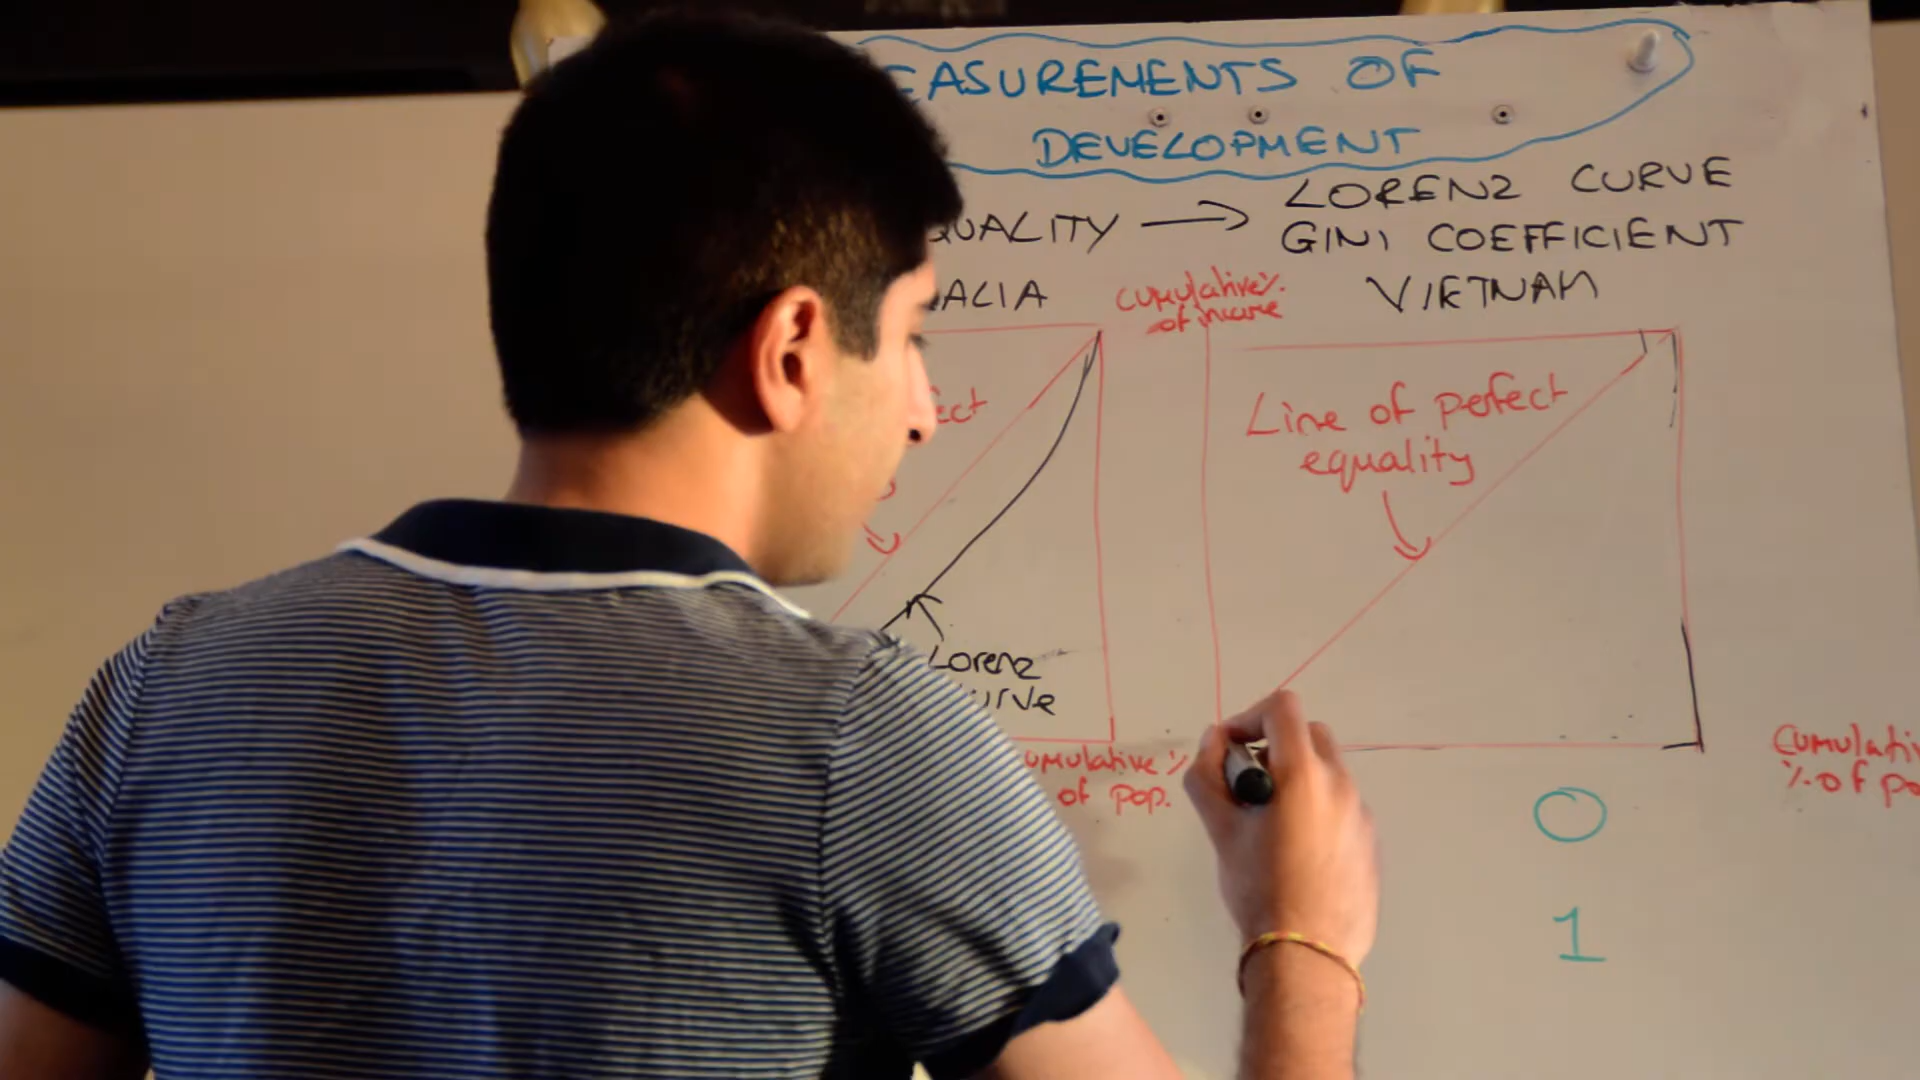 EASUREMENTS OF
DEVELOPMENT
QUALITY → LORENZ CURVE
GINI COEFFICIENT
ALIA
VIETNAM
Cumulative %
of income
ect
Line of perfect
equality
Lorenz
urve
umulative %
of pop.
Cumulativ
% of po
0
1